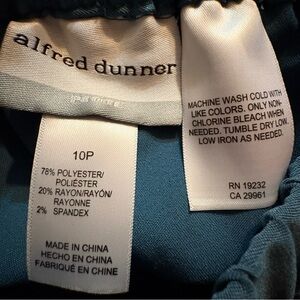 alfred dunner
10P
78% POLYESTER/
POLIÉSTER
20% RAYON/RAYÓN/
RAYONNE
2% SPANDEX
MADE IN CHINA
HECHO EN CHINA
FABRIQUÉ EN CHINE
MACHINE WASH COLD WITH
LIKE COLORS. ONLY NON-
CHLORINE BLEACH WHEN
NEEDED. TUMBLE DRY LOW.
LOW IRON AS NEEDED.
RN 19232
CA 29961